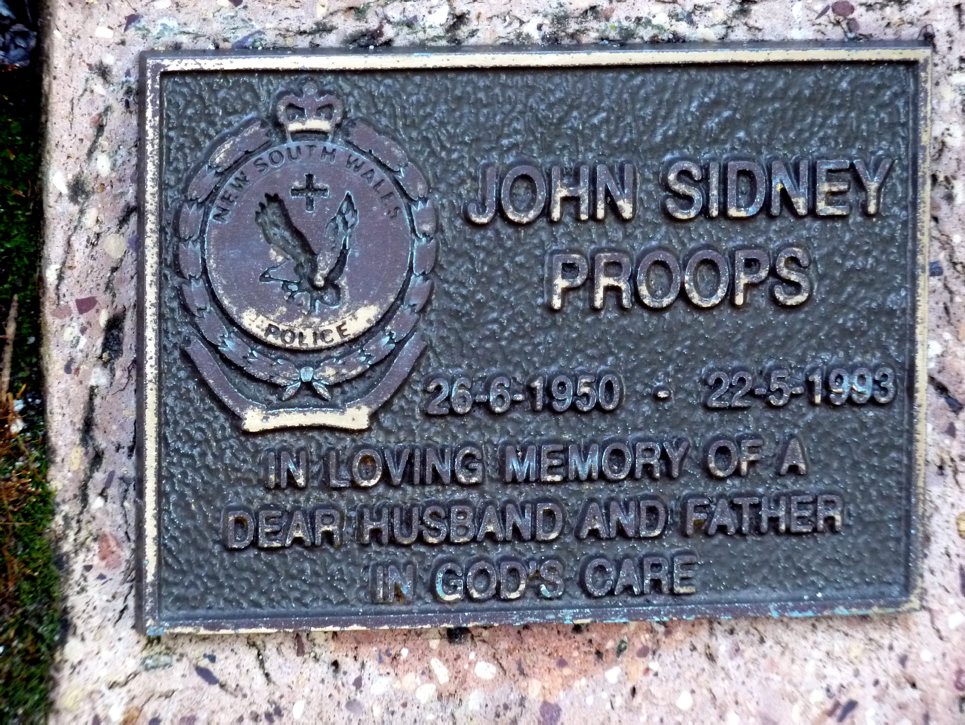 NEW SOUTH WALES
POLICE
JOHN SIDNEY
PROOPS
26-6-1950 - 22-5-1993
IN LOVING MEMORY OF A
DEAR HUSBAND AND FATHER
IN GOD'S CARE